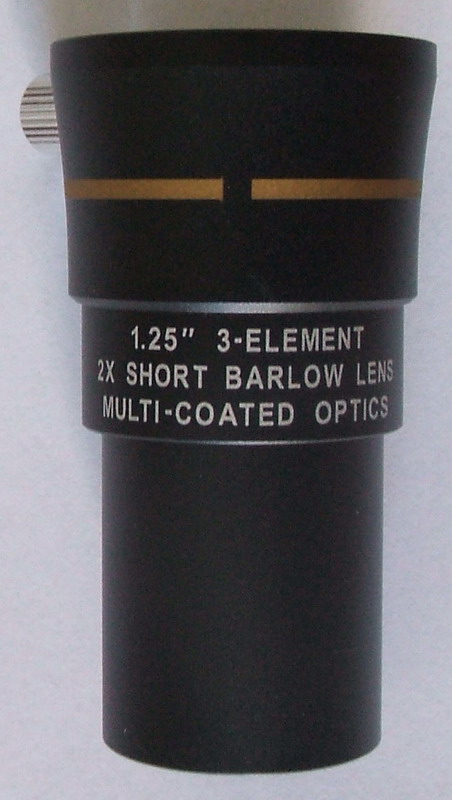 1.25" 3-ELEMENT
2X SHORT BARLOW LENS
MULTI-COATED OPTICS